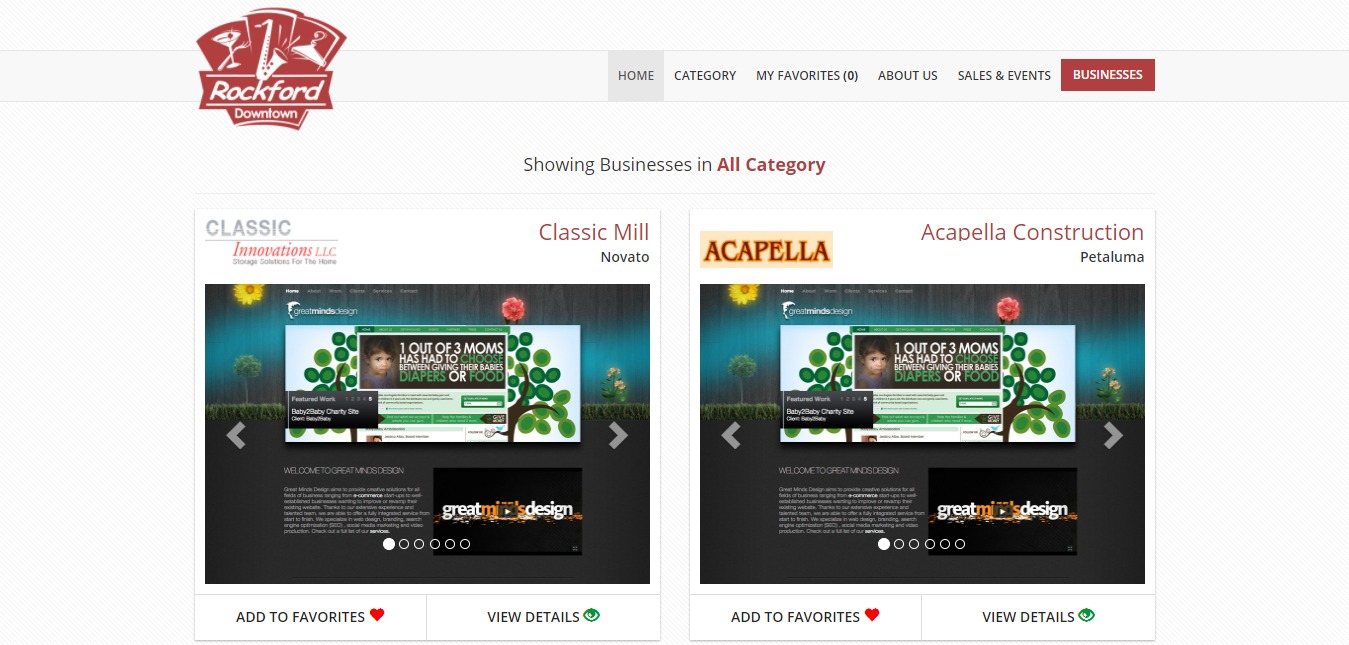 Rockford
Downtown
HOME
CATEGORY
MY FAVORITES (0)
ABOUT US
SALES & EVENTS
BUSINESSES
Showing Businesses in All Category
CLASSIC
Innovations L.L.C.
Storage Solutions For The Home
Classic Mill
Novato
Home About Work Clients Services Contact
greatmindsdesign
1 OUT OF 3 MOMS
HAS HAD TO CHOOSE
BETWEEN GIVING THEIR BABIES
DIAPERS OR FOOD
Featured Work 1 2 3 4 5
Baby2Baby Charity Site
Client: Baby2Baby
WELCOME TO GREAT MINDS DESIGN
Great Minds Design aims to provide creative solutions for all
fields of business ranging from e-commerce start-ups to well-
established businesses wanting to improve or revamp their
existing website. Thanks to our extensive experience and
talented team, we are able to offer a fully integrated service from
start to finish. We specialize in web design, branding, search
engine optimization (SEO) , social media marketing and video
production. Check out a full list of our services.
greatmindsdesign
ADD TO FAVORITES
VIEW DETAILS
ACAPELLA
Acapella Construction
Petaluma
Home About Work Clients Services Contact
greatmindsdesign
1 OUT OF 3 MOMS
HAS HAD TO CHOOSE
BETWEEN GIVING THEIR BABIES
DIAPERS OR FOOD
Featured Work 1 2 3 4 5
Baby2Baby Charity Site
Client: Baby2Baby
WELCOME TO GREAT MINDS DESIGN
Great Minds Design aims to provide creative solutions for all
fields of business ranging from e-commerce start-ups to well-
established businesses wanting to improve or revamp their
existing website. Thanks to our extensive experience and
talented team, we are able to offer a fully integrated service from
start to finish. We specialize in web design, branding, search
engine optimization (SEO) , social media marketing and video
production. Check out a full list of our services.
greatmindsdesign
ADD TO FAVORITES
VIEW DETAILS